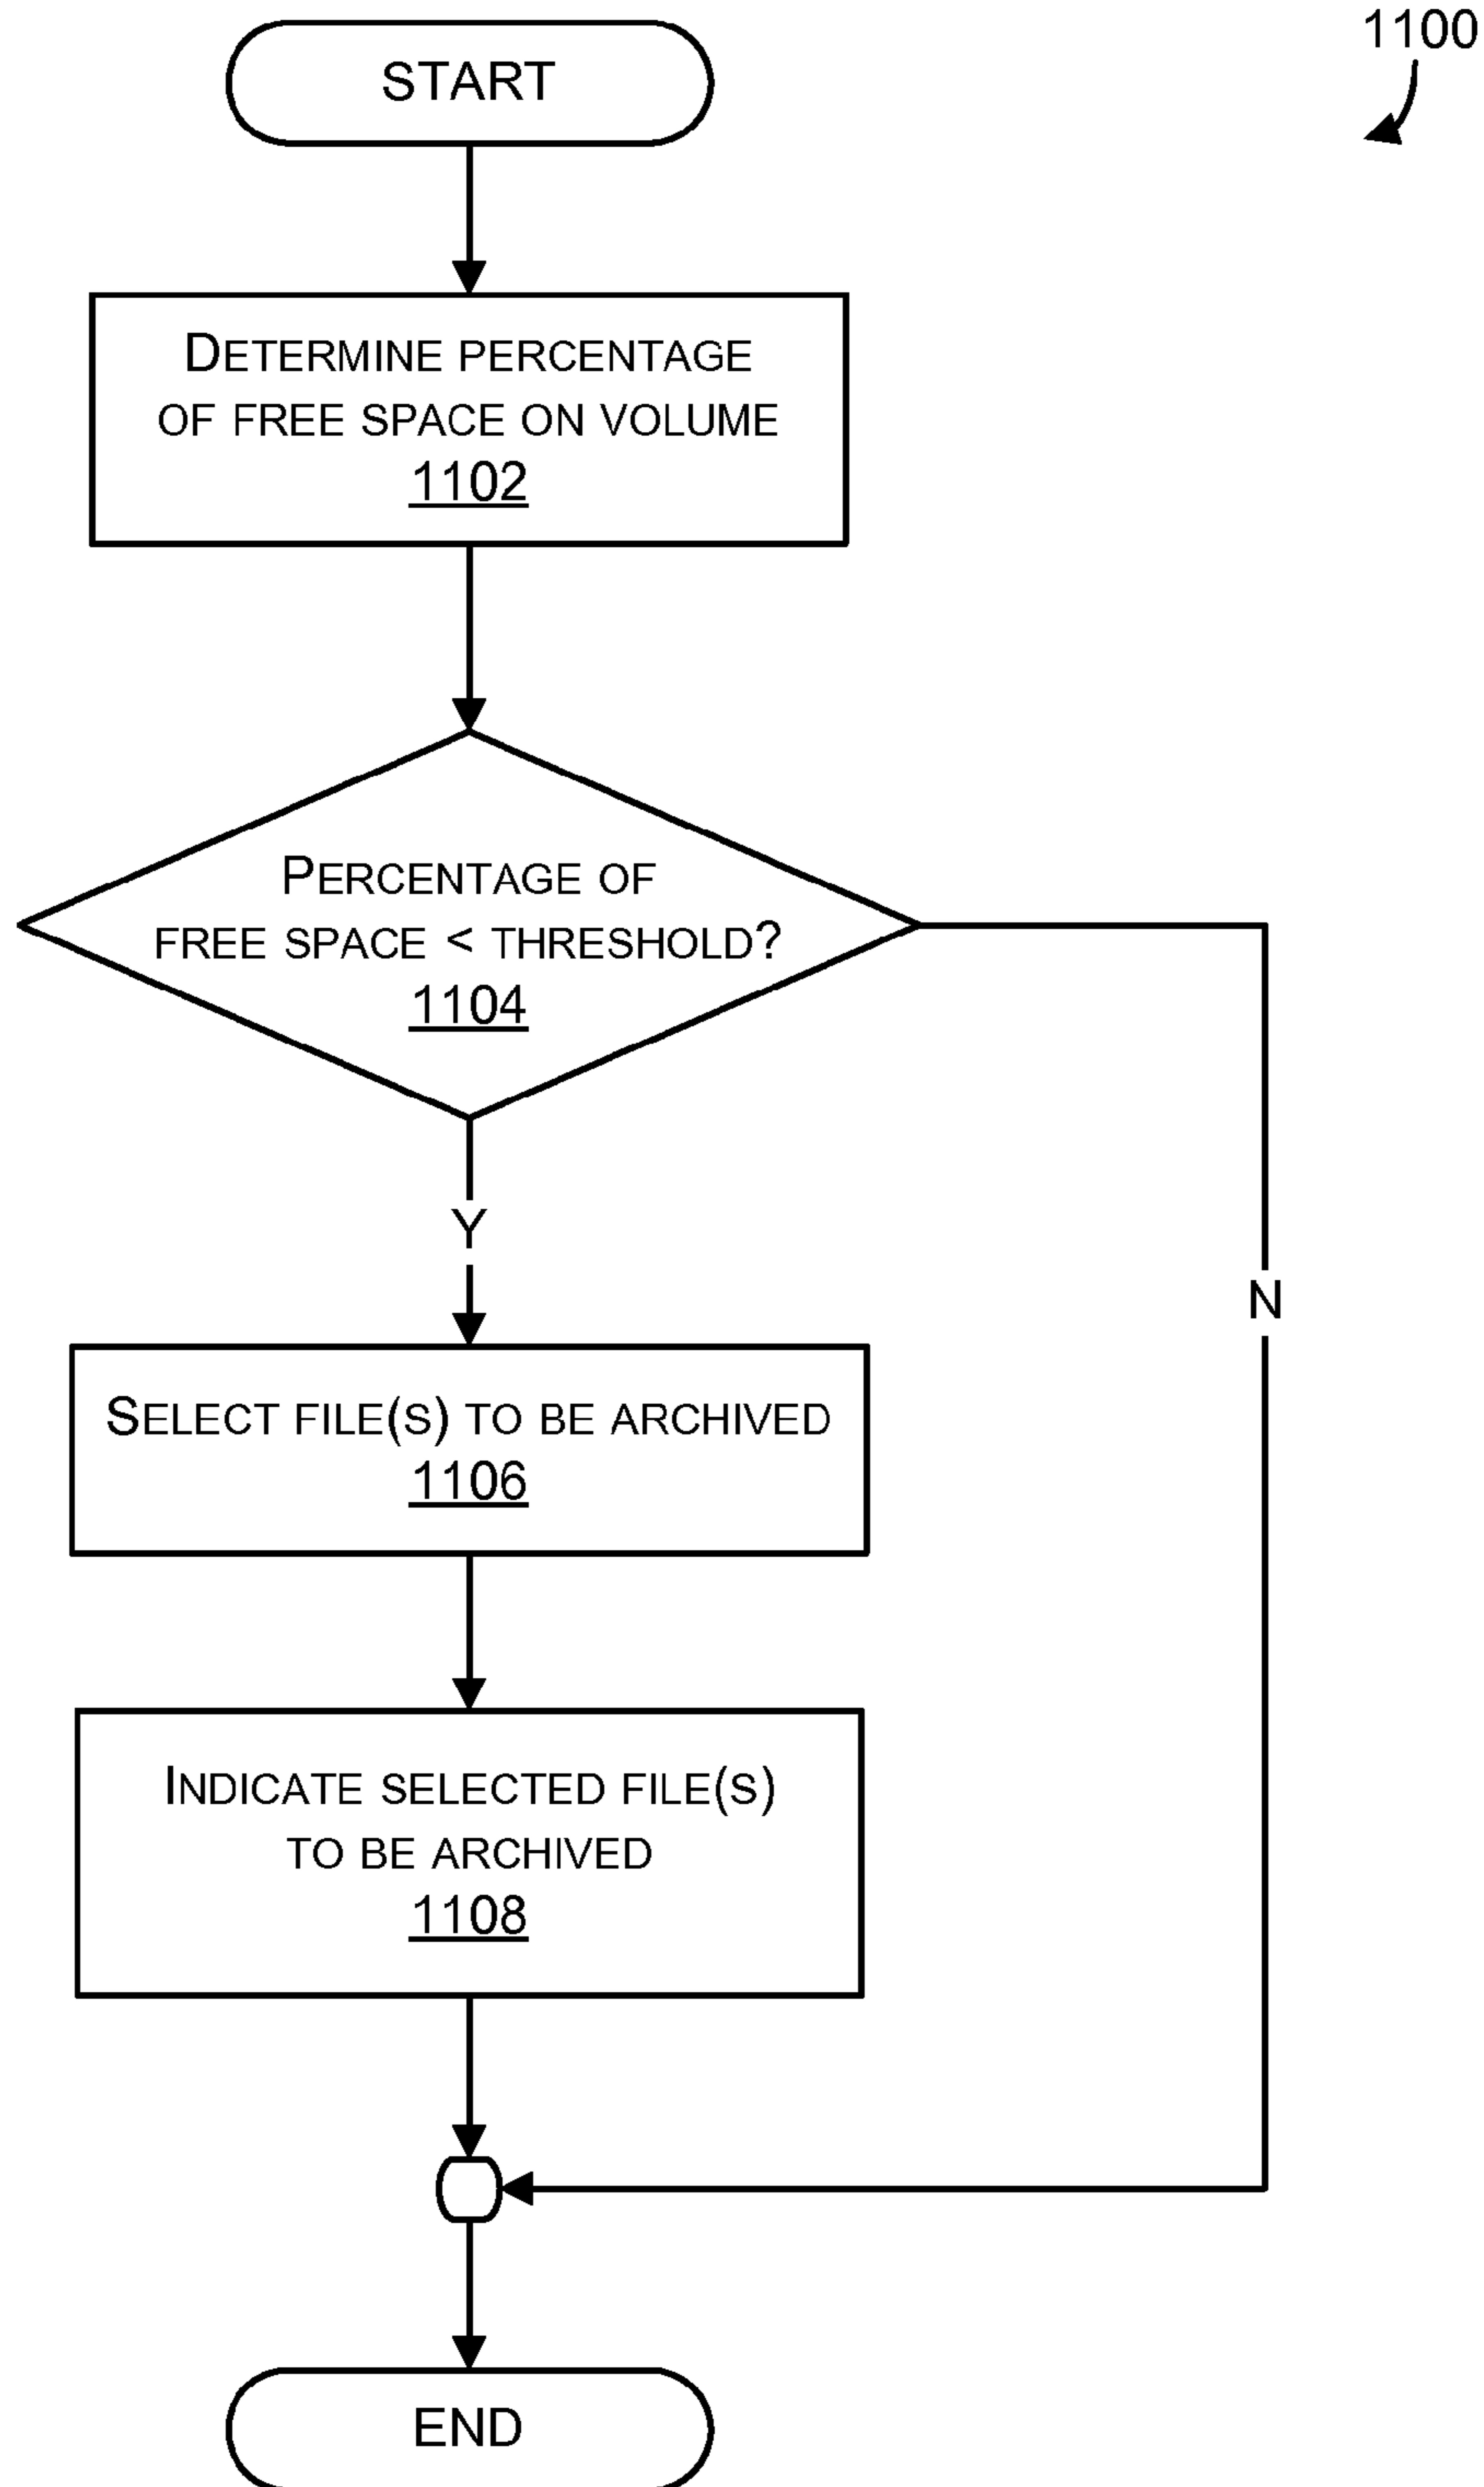 1100
START
DETERMINE PERCENTAGE
OF FREE SPACE ON VOLUME
1102
PERCENTAGE OF
FREE SPACE < THRESHOLD?
1104
Y
N
SELECT FILE(S) TO BE ARCHIVED
1106
INDICATE SELECTED FILE(S)
TO BE ARCHIVED
1108
END